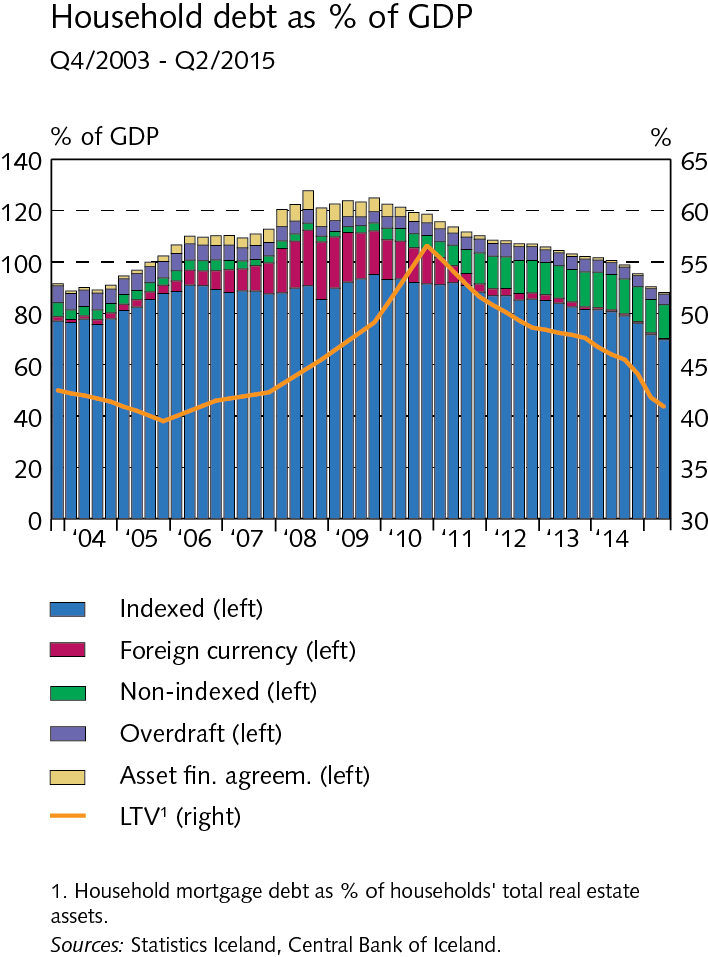 Household debt as % of GDP
Q4/2003 - Q2/2015
% of GDP %
140 65
120 60
100 55
80 50
60 45
40 40
20 35
0 30
‘04 ‘05 ‘06 ‘07 ‘08 ‘09 ‘10 ‘11 ‘12 ‘13 ‘14
Indexed (left)
Foreign currency (left)
Non-indexed (left)
Overdraft (left)
Asset fin. agreem. (left)
LTV¹ (right)
1. Household mortgage debt as % of households' total real estate
assets.
Sources: Statistics Iceland, Central Bank of Iceland.